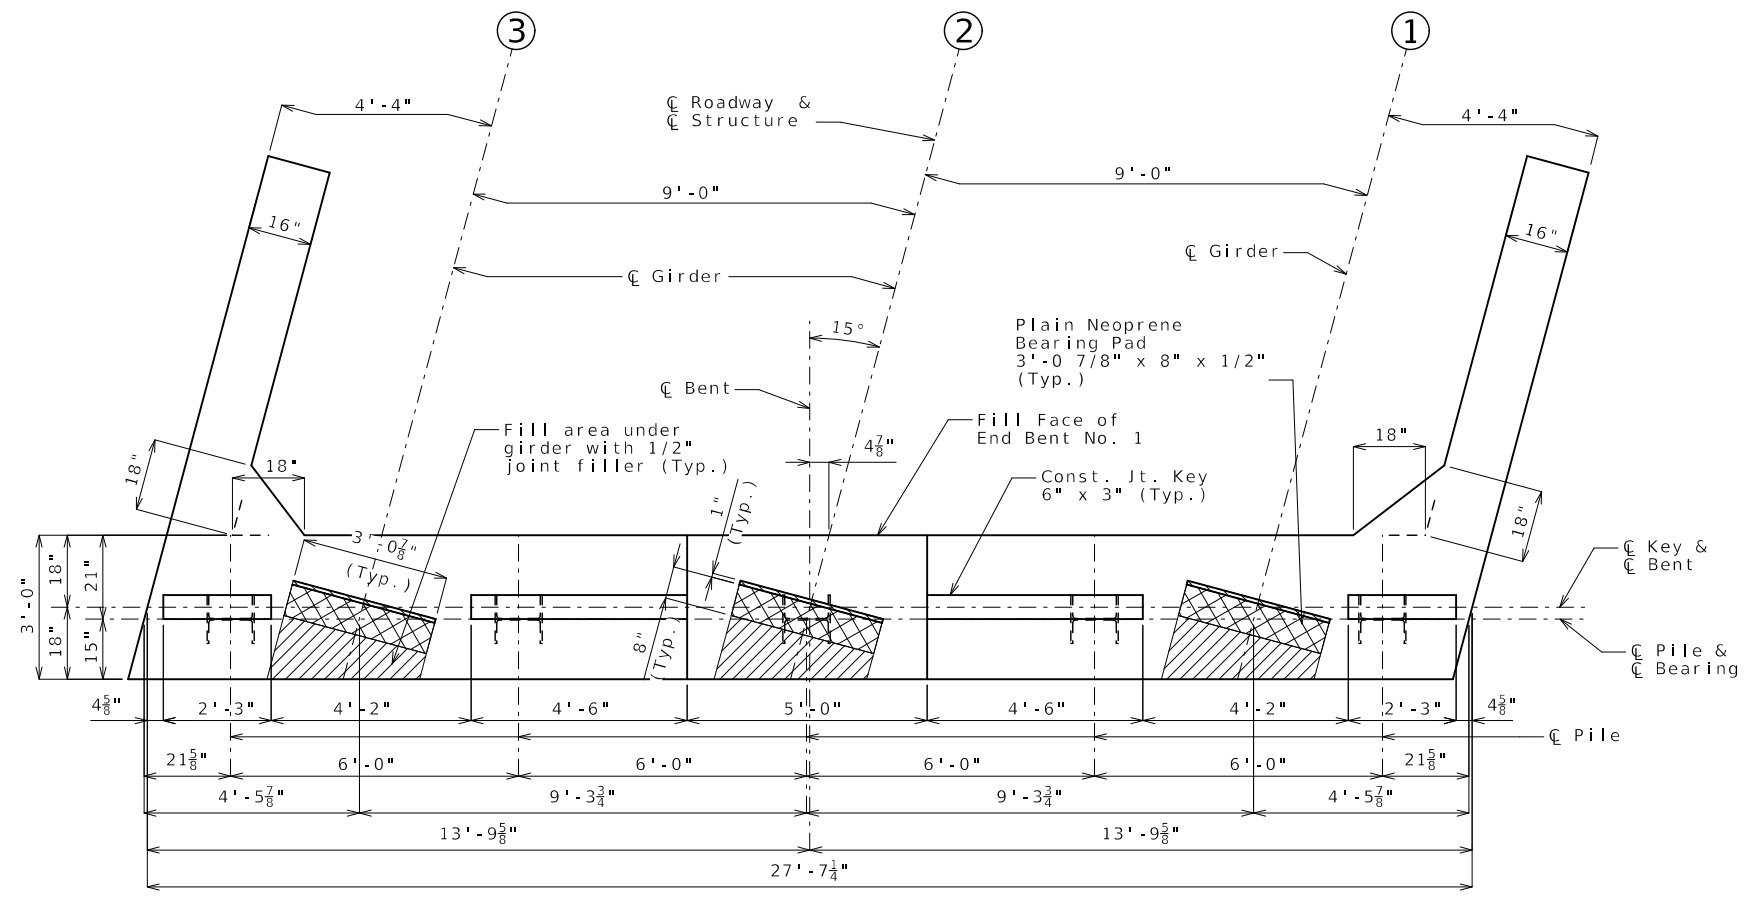 3
2
1
4'-4"
℄ Roadway &
℄ Structure
4'-4"
9'-0"
9'-0"
16"
16"
℄ Girder
℄ Girder
15°
Plain Neoprene
Bearing Pad
3'-0 7/8" x 8" x 1/2"
(Typ.)
℄ Bent
Fill area under
girder with 1/2"
joint filler (Typ.)
Fill Face of
End Bent No. 1
4⅞"
18"
18"
18"
18"
Const. Jt. Key
6" x 3" (Typ.)
1"
(Typ.)
3'-0⅞"
(Typ.)
8"
(Typ.)
3'-0"
18"
18"
21"
15"
℄ Key &
℄ Bent
℄ Pile &
℄ Bearing
4⅝"
2'-3"
4'-2"
4'-6"
5'-0"
4'-6"
4'-2"
2'-3"
4⅝"
℄ Pile
21⅝"
6'-0"
6'-0"
6'-0"
6'-0"
21⅝"
4'-5⅞"
9'-3¾"
9'-3¾"
4'-5⅞"
13'-9⅝"
13'-9⅝"
27'-7¼"